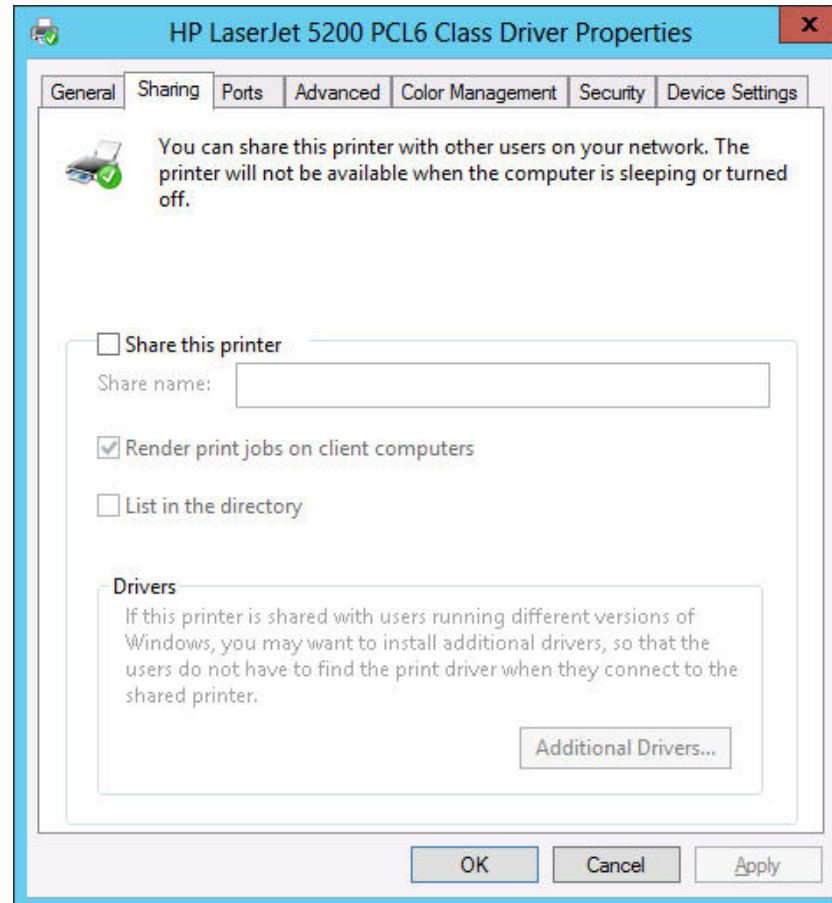 HP LaserJet 5200 PCL6 Class Driver Properties
x
General Sharing Ports Advanced Color Management Security Device Settings
You can share this printer with other users on your network. The
printer will not be available when the computer is sleeping or turned
off.
Share this printer
Share name:
Render print jobs on client computers
List in the directory
Drivers
If this printer is shared with users running different versions of
Windows, you may want to install additional drivers, so that the
users do not have to find the print driver when they connect to the
shared printer.
Additional Drivers...
OK Cancel Apply